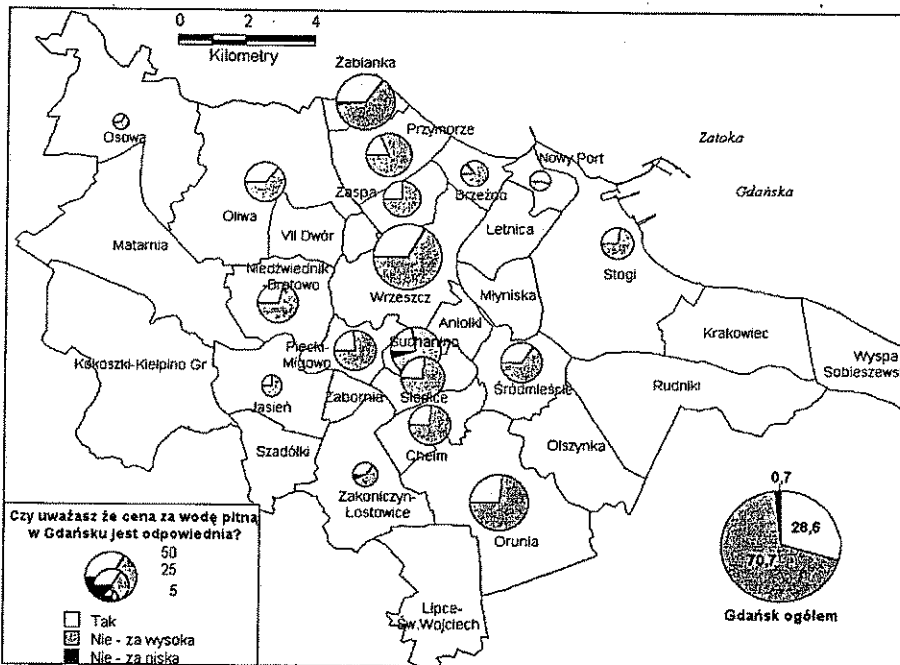 0 2 4
Kilometry
Żabianka
Osowa
Przymorze
Zatoka
Nowy Port
Brzeźno
Zaspa
Gdańska
Oliwa
VII Dwór
Letnica
Matarnia
Stogi
Niedźwiednik
-Brętowo
Wrzeszcz
Młyniska
Aniołki
Krakowiec
Suchanino
Piecki-
Migowo
Kokoszki-Kiełpino Gr
Wyspa
Sobieszews
Siedlce
Śródmieście
Rudniki
Jasień
Zabornia
Chełm
Olszynka
Szadółki
Zakoniczyn-
Łostowice
Orunia
Lipce-
Św.Wojciech
Czy uważasz że cena za wodę pitną
w Gdańsku jest odpowiednia?
50
25
5
Tak
Nie - za wysoka
Nie - za niska
0,7
28,6
70,7
Gdańsk ogółem